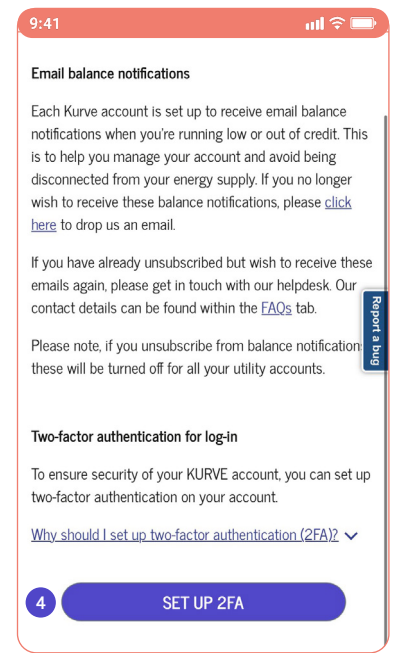 9:41
Email balance notifications
Each Kurve account is set up to receive email balance
notifications when you're running low or out of credit. This
is to help you manage your account and avoid being
disconnected from your energy supply. If you no longer
wish to receive these balance notifications, please click
here to drop us an email.
If you have already unsubscribed but wish to receive these
emails again, please get in touch with our helpdesk. Our
contact details can be found within the FAQs tab.
Report a bug
Please note, if you unsubscribe from balance notification
these will be turned off for all your utility accounts.
Two-factor authentication for log-in
To ensure security of your KURVE account, you can set up
two-factor authentication on your account.
Why should I set up two-factor authentication (2FA)?
4 SET UP 2FA